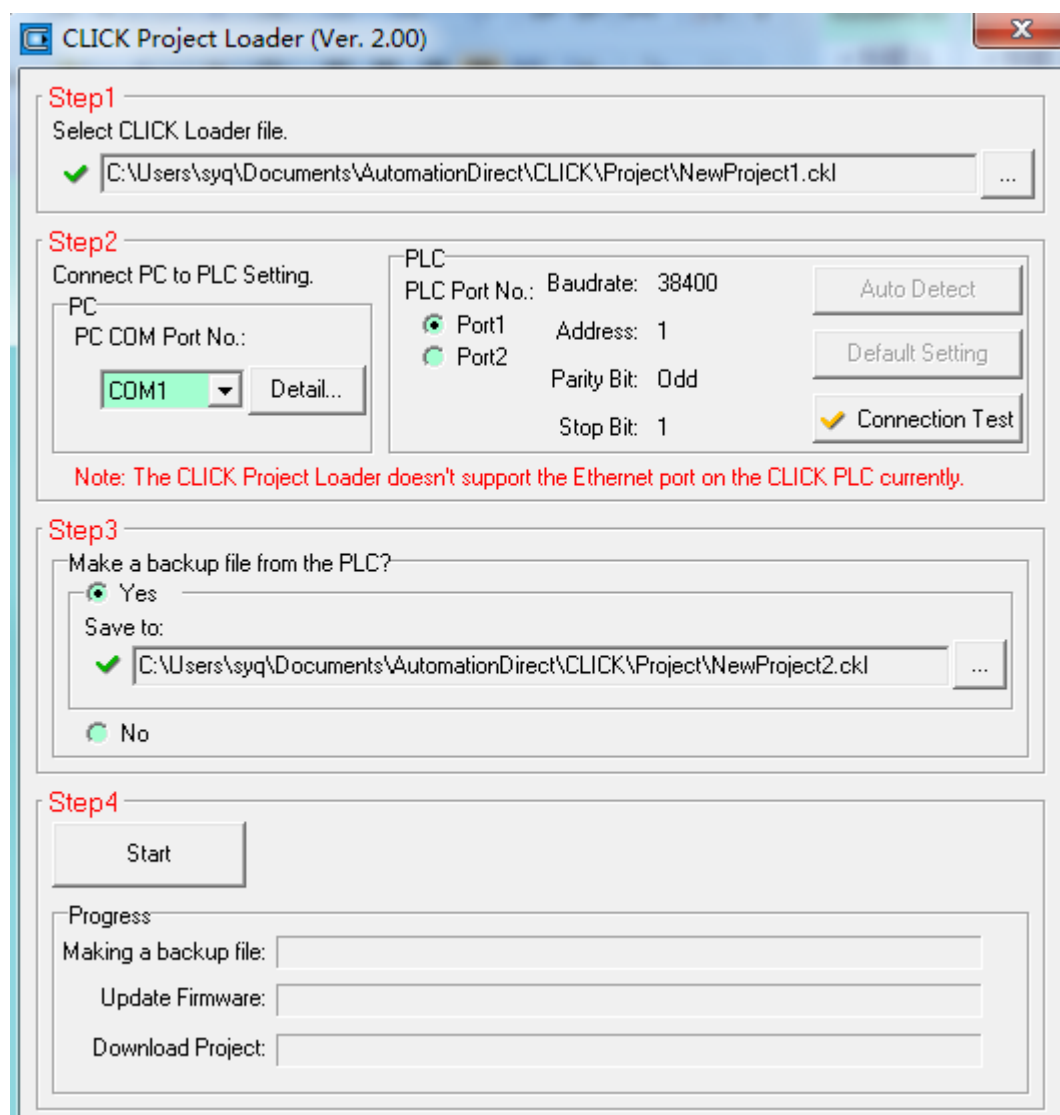 CLICK Project Loader (Ver. 2.00)
Step1
Select CLICK Loader file.
C:\Users\syq\Documents\AutomationDirect\CLICK\Project\NewProject1.ckl ...
Step2
Connect PC to PLC Setting.
PC
PC COM Port No.:
COM1 Detail...
PLC
PLC Port No.: Baudrate: 38400 Auto Detect
Port1 Address: 1
Port2 Parity Bit: Odd Default Setting
Stop Bit: 1 Connection Test
Note: The CLICK Project Loader doesn't support the Ethernet port on the CLICK PLC currently.
Step3
Make a backup file from the PLC?
Yes
Save to:
C:\Users\syq\Documents\AutomationDirect\CLICK\Project\NewProject2.ckl ...
No
Step4
Start
Progress
Making a backup file:
Update Firmware:
Download Project: